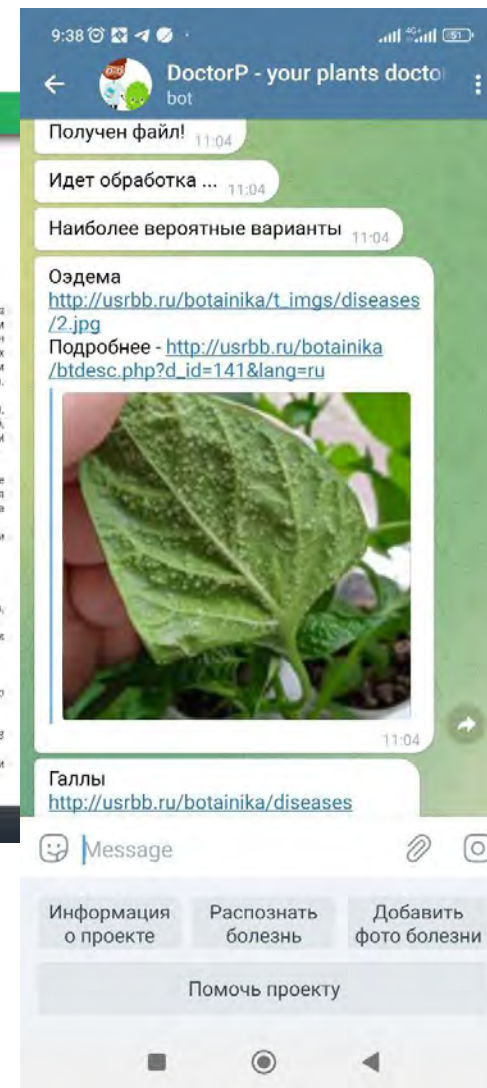 9:38
4G
51
DoctorP - your plants docto
bot
Получен файл! 11:04
Идет обработка ... 11:04
Наиболее вероятные варианты 11:04
Оэдема
http://usrbb.ru/botainika/t_imgs/diseases
/2.jpg
Подробнее - http://usrbb.ru/botainika
/btdesc.php?d_id=141&lang=ru
11:04
Галлы
http://usrbb.ru/botainika/diseases
Message
Информация
о проекте
Распознать
болезнь
Добавить
фото болезни
Помочь проекту